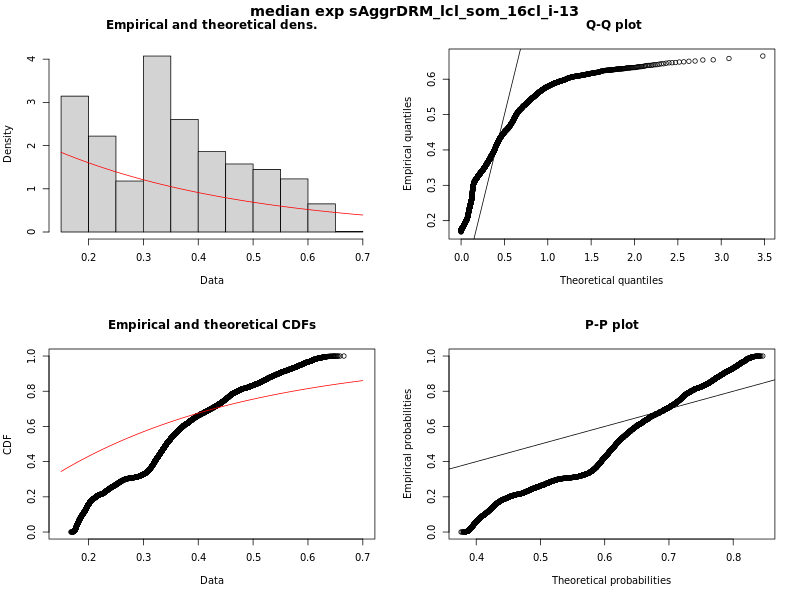 median exp sAggrDRM_lcl_som_16cl_i-13
Empirical and theoretical dens.
Density
0 1 2 3 4
0.2 0.3 0.4 0.5 0.6 0.7
Data
Q-Q plot
Empirical quantiles
0.2 0.3 0.4 0.5 0.6
0.0 0.5 1.0 1.5 2.0 2.5 3.0 3.5
Theoretical quantiles
Empirical and theoretical CDFs
CDF
0.0 0.2 0.4 0.6 0.8 1.0
0.2 0.3 0.4 0.5 0.6 0.7
Data
P-P plot
Empirical probabilities
0.0 0.2 0.4 0.6 0.8 1.0
0.4 0.5 0.6 0.7 0.8
Theoretical probabilities